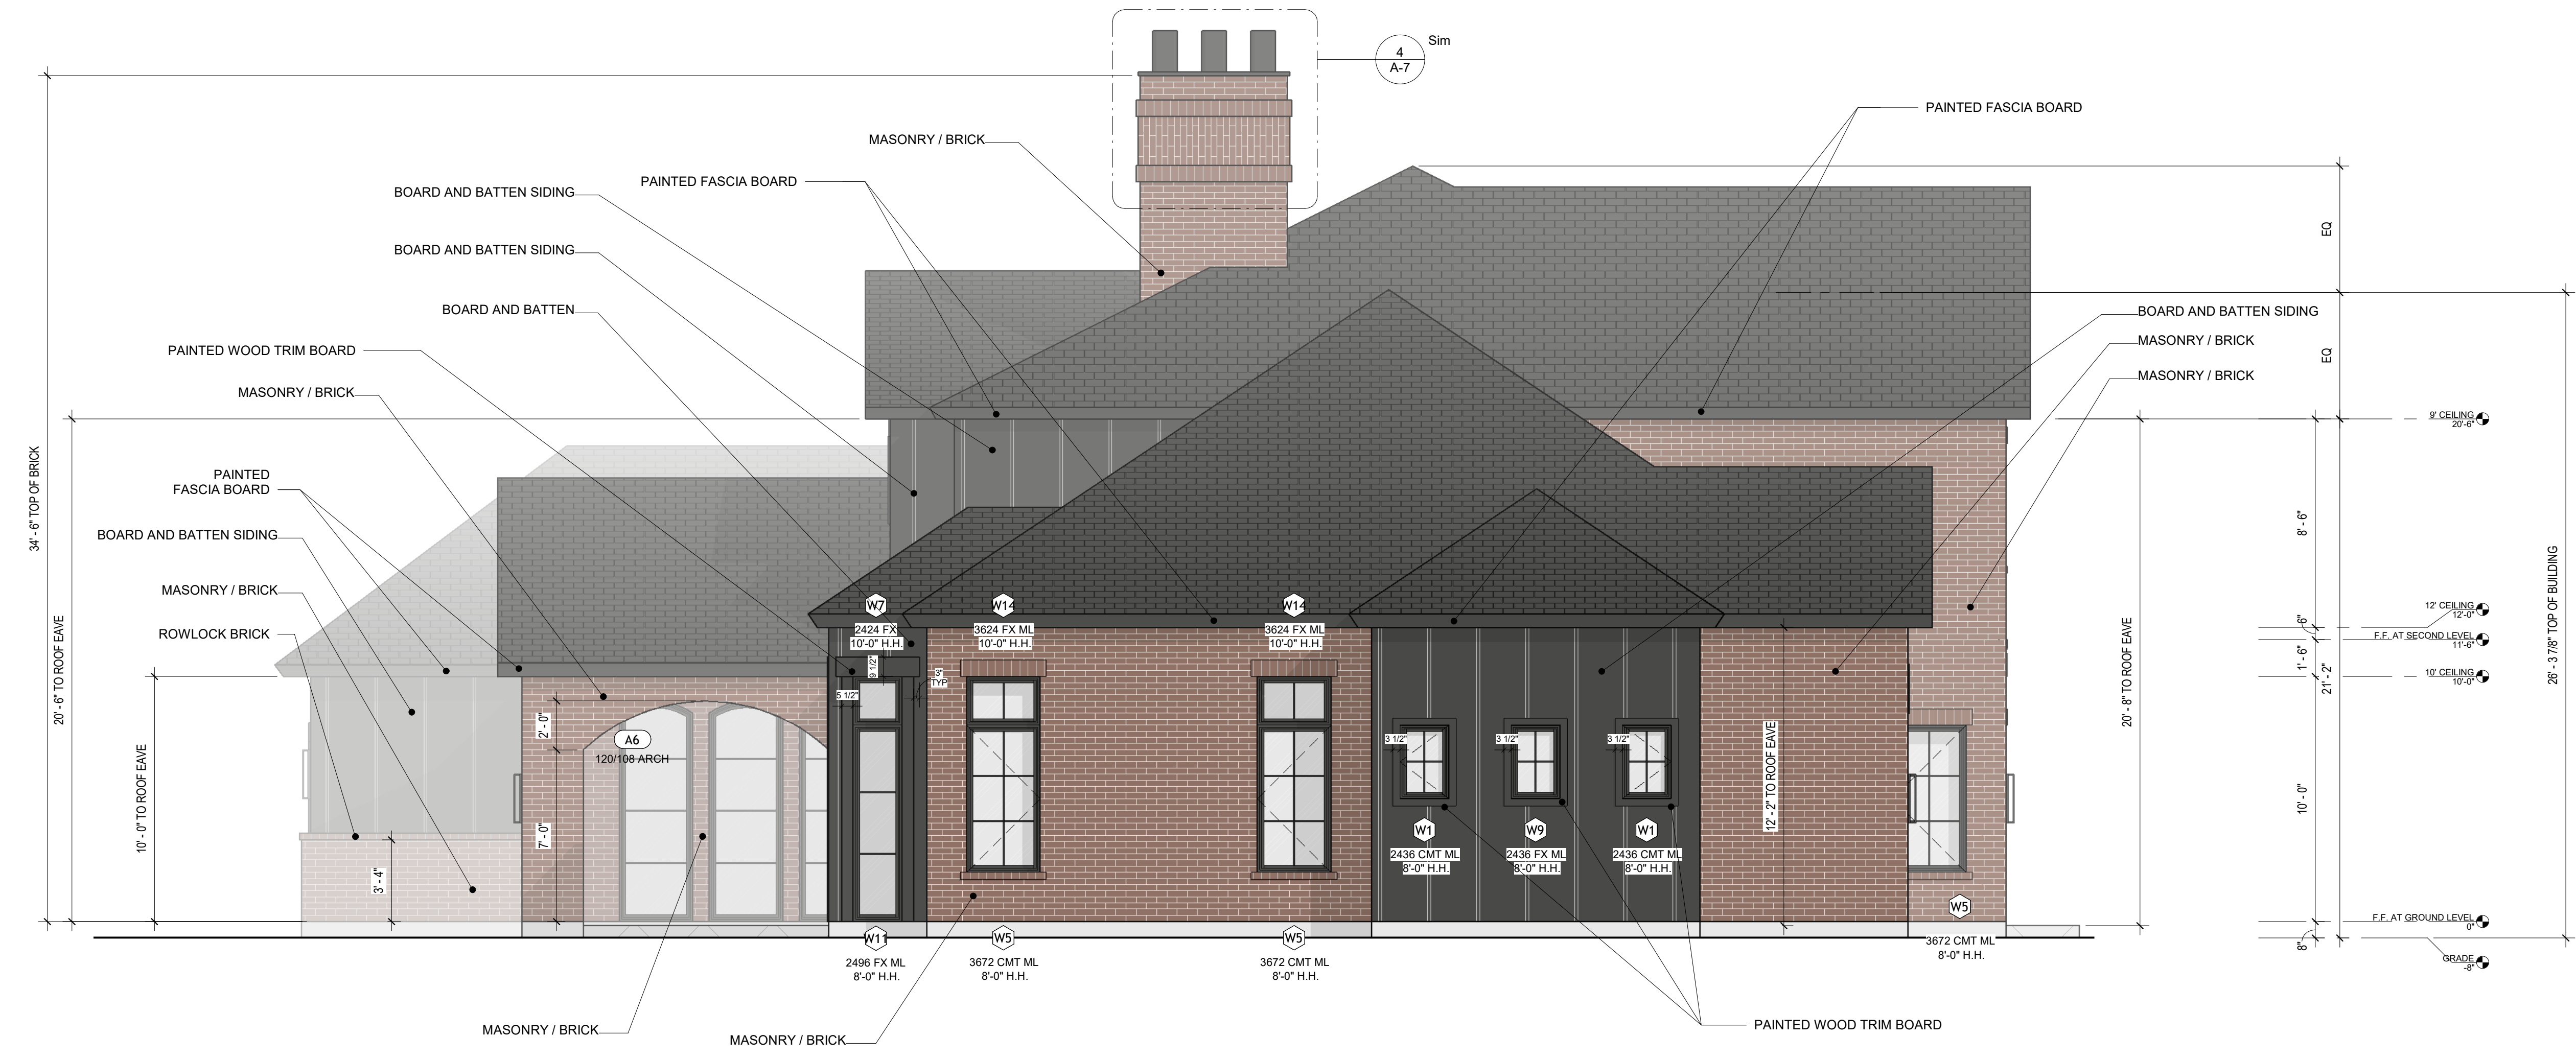 4
A-7
Sim
PAINTED FASCIA BOARD
MASONRY / BRICK
PAINTED FASCIA BOARD
BOARD AND BATTEN SIDING
BOARD AND BATTEN SIDING
BOARD AND BATTEN
PAINTED WOOD TRIM BOARD
MASONRY / BRICK
PAINTED
FASCIA BOARD
BOARD AND BATTEN SIDING
MASONRY / BRICK
ROWLOCK BRICK
34' - 6" TOP OF BRICK
20' - 6" TO ROOF EAVE
10' - 0" TO ROOF EAVE
3' - 4"
2' - 0"
7' - 0"
A6
120/108 ARCH
W7
2424 FX
10'-0" H.H.
9 1/2"
5 1/2"
3"
TYP
W14
3624 FX ML
10'-0" H.H.
W14
3624 FX ML
10'-0" H.H.
3 1/2"
3 1/2"
3 1/2"
W1
2436 CMT ML
8'-0" H.H.
W9
2436 FX ML
8'-0" H.H.
W1
2436 CMT ML
8'-0" H.H.
12' - 2" TO ROOF EAVE
W11
2496 FX ML
8'-0" H.H.
W5
3672 CMT ML
8'-0" H.H.
W5
3672 CMT ML
8'-0" H.H.
W5
3672 CMT ML
8'-0" H.H.
MASONRY / BRICK
MASONRY / BRICK
PAINTED WOOD TRIM BOARD
BOARD AND BATTEN SIDING
MASONRY / BRICK
MASONRY / BRICK
EQ
EQ
20' - 8" TO ROOF EAVE
8' - 6"
6"
1' - 6"
10' - 0"
8"
21' - 2"
26' - 3 7/8" TOP OF BUILDING
9' CEILING
20'-6"
12' CEILING
12'-0"
F.F. AT SECOND LEVEL
11'-6"
10' CEILING
10'-0"
F.F. AT GROUND LEVEL
0"
GRADE
-8"